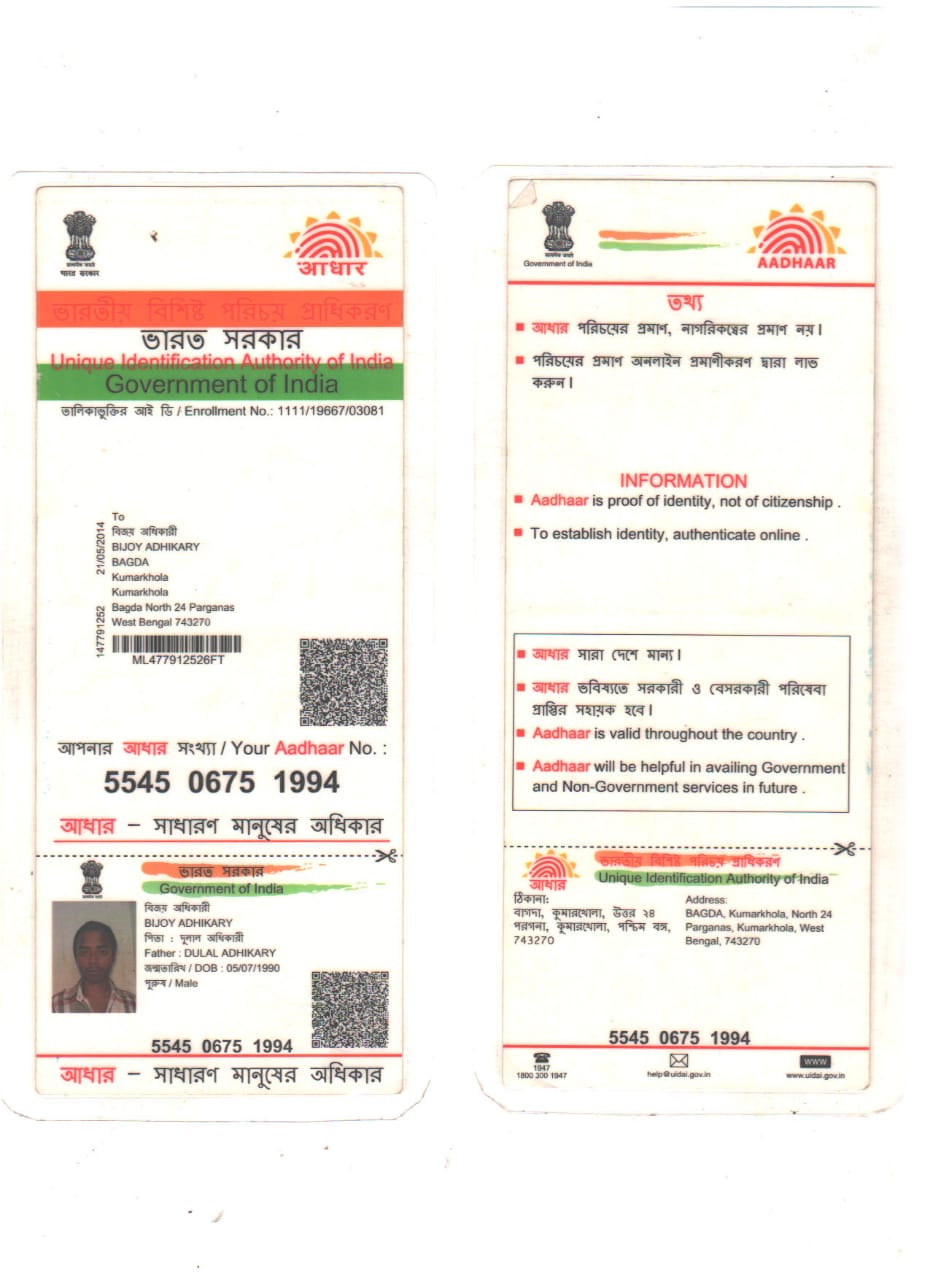 भारत सरकार
आधार
ভারতীয় বিশিষ্ট পরিচয় প্রাধিকরণ
ভারত সরকার
Unique Identification Authority of India
Government of India
তালিকাভুক্তির আই ডি / Enrollment No.: 1111/19667/03081
21/05/2014
147791252
To
বিজয় অধিকারী
BIJOY ADHIKARY
BAGDA
Kumarkhola
Kumarkhola
Bagda North 24 Parganas
West Bengal 743270
ML477912526FT
আপনার আধার সংখ্যা / Your Aadhaar No. :
5545 0675 1994
আধার – সাধারণ মানুষের অধিকার
ভারত সরকার
Government of India
বিজয় অধিকারী
BIJOY ADHIKARY
পিতা : দুলাল অধিকারী
Father : DULAL ADHIKARY
জন্মতারিখ / DOB : 05/07/1990
পুরুষ / Male
5545 0675 1994
আধার – সাধারণ মানুষের অধিকার
Government of India
AADHAAR
তথ্য
আধার পরিচয়ের প্রমাণ, নাগরিকত্বের প্রমাণ নয়।
পরিচয়ের প্রমাণ অনলাইন প্রমাণীকরণ দ্বারা লাভ
করুন।
INFORMATION
Aadhaar is proof of identity, not of citizenship .
To establish identity, authenticate online .
আধার সারা দেশে মান্য।
আধার ভবিষ্যতে সরকারী ও বেসরকারী পরিষেবা
প্রাপ্তির সহায়ক হবে।
Aadhaar is valid throughout the country .
Aadhaar will be helpful in availing Government
and Non-Government services in future .
आधार
ভারতীয় বিশিষ্ট পরিচয় প্রাধিকরণ
Unique Identification Authority of India
ঠিকানা:
বাগদা, কুমারখোলা, উত্তর ২৪
পরগনা, কুমারখোলা, পশ্চিম বঙ্গ,
743270
Address:
BAGDA, Kumarkhola, North 24
Parganas, Kumarkhola, West
Bengal, 743270
5545 0675 1994
1947
1800 300 1947
help@uidai.gov.in
www
www.uidai.gov.in